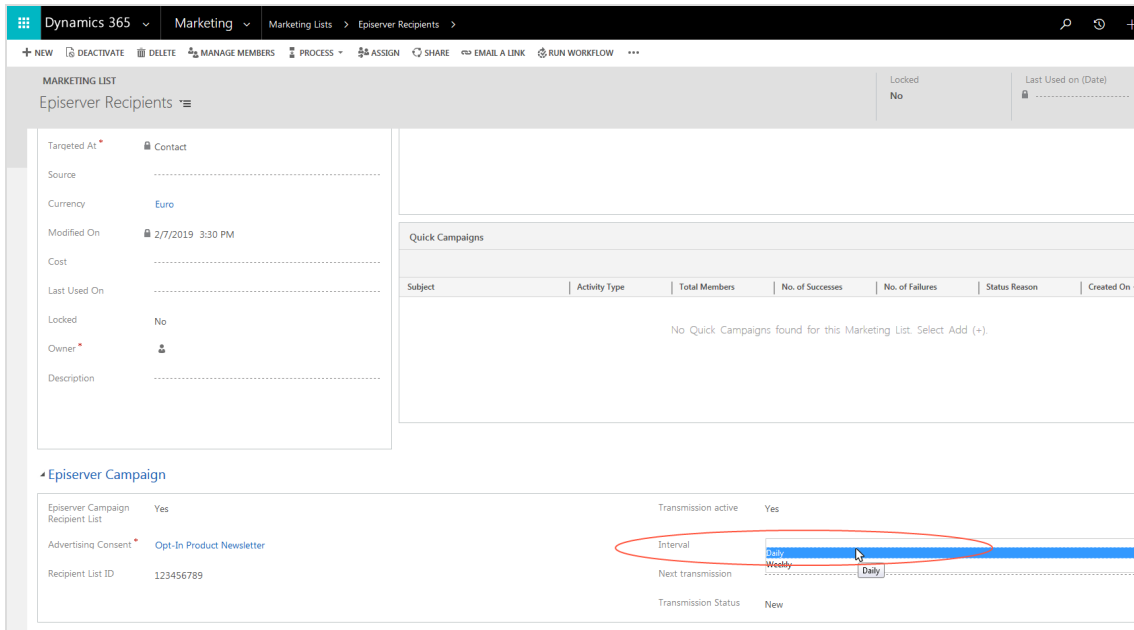 Dynamics 365 Marketing Marketing Lists > Episerver Recipients >
+ NEW DEACTIVATE DELETE MANAGE MEMBERS PROCESS ASSIGN SHARE EMAIL A LINK RUN WORKFLOW ...
MARKETING LIST
Episerver Recipients
Locked
No
Last Used on (Date)
Targeted At * Contact
Source
Currency Euro
Modified On 2/7/2019 3:30 PM
Cost
Last Used On
Locked No
Owner *
Description
Quick Campaigns
Subject Activity Type Total Members No. of Successes No. of Failures Status Reason Created On
No Quick Campaigns found for this Marketing List. Select Add (+).
Episerver Campaign
Episerver Campaign
Recipient List Yes
Advertising Consent * Opt-In Product Newsletter
Recipient List ID 123456789
Transmission active Yes
Interval
Daily
Weekly
Daily
Next transmission
Transmission Status New